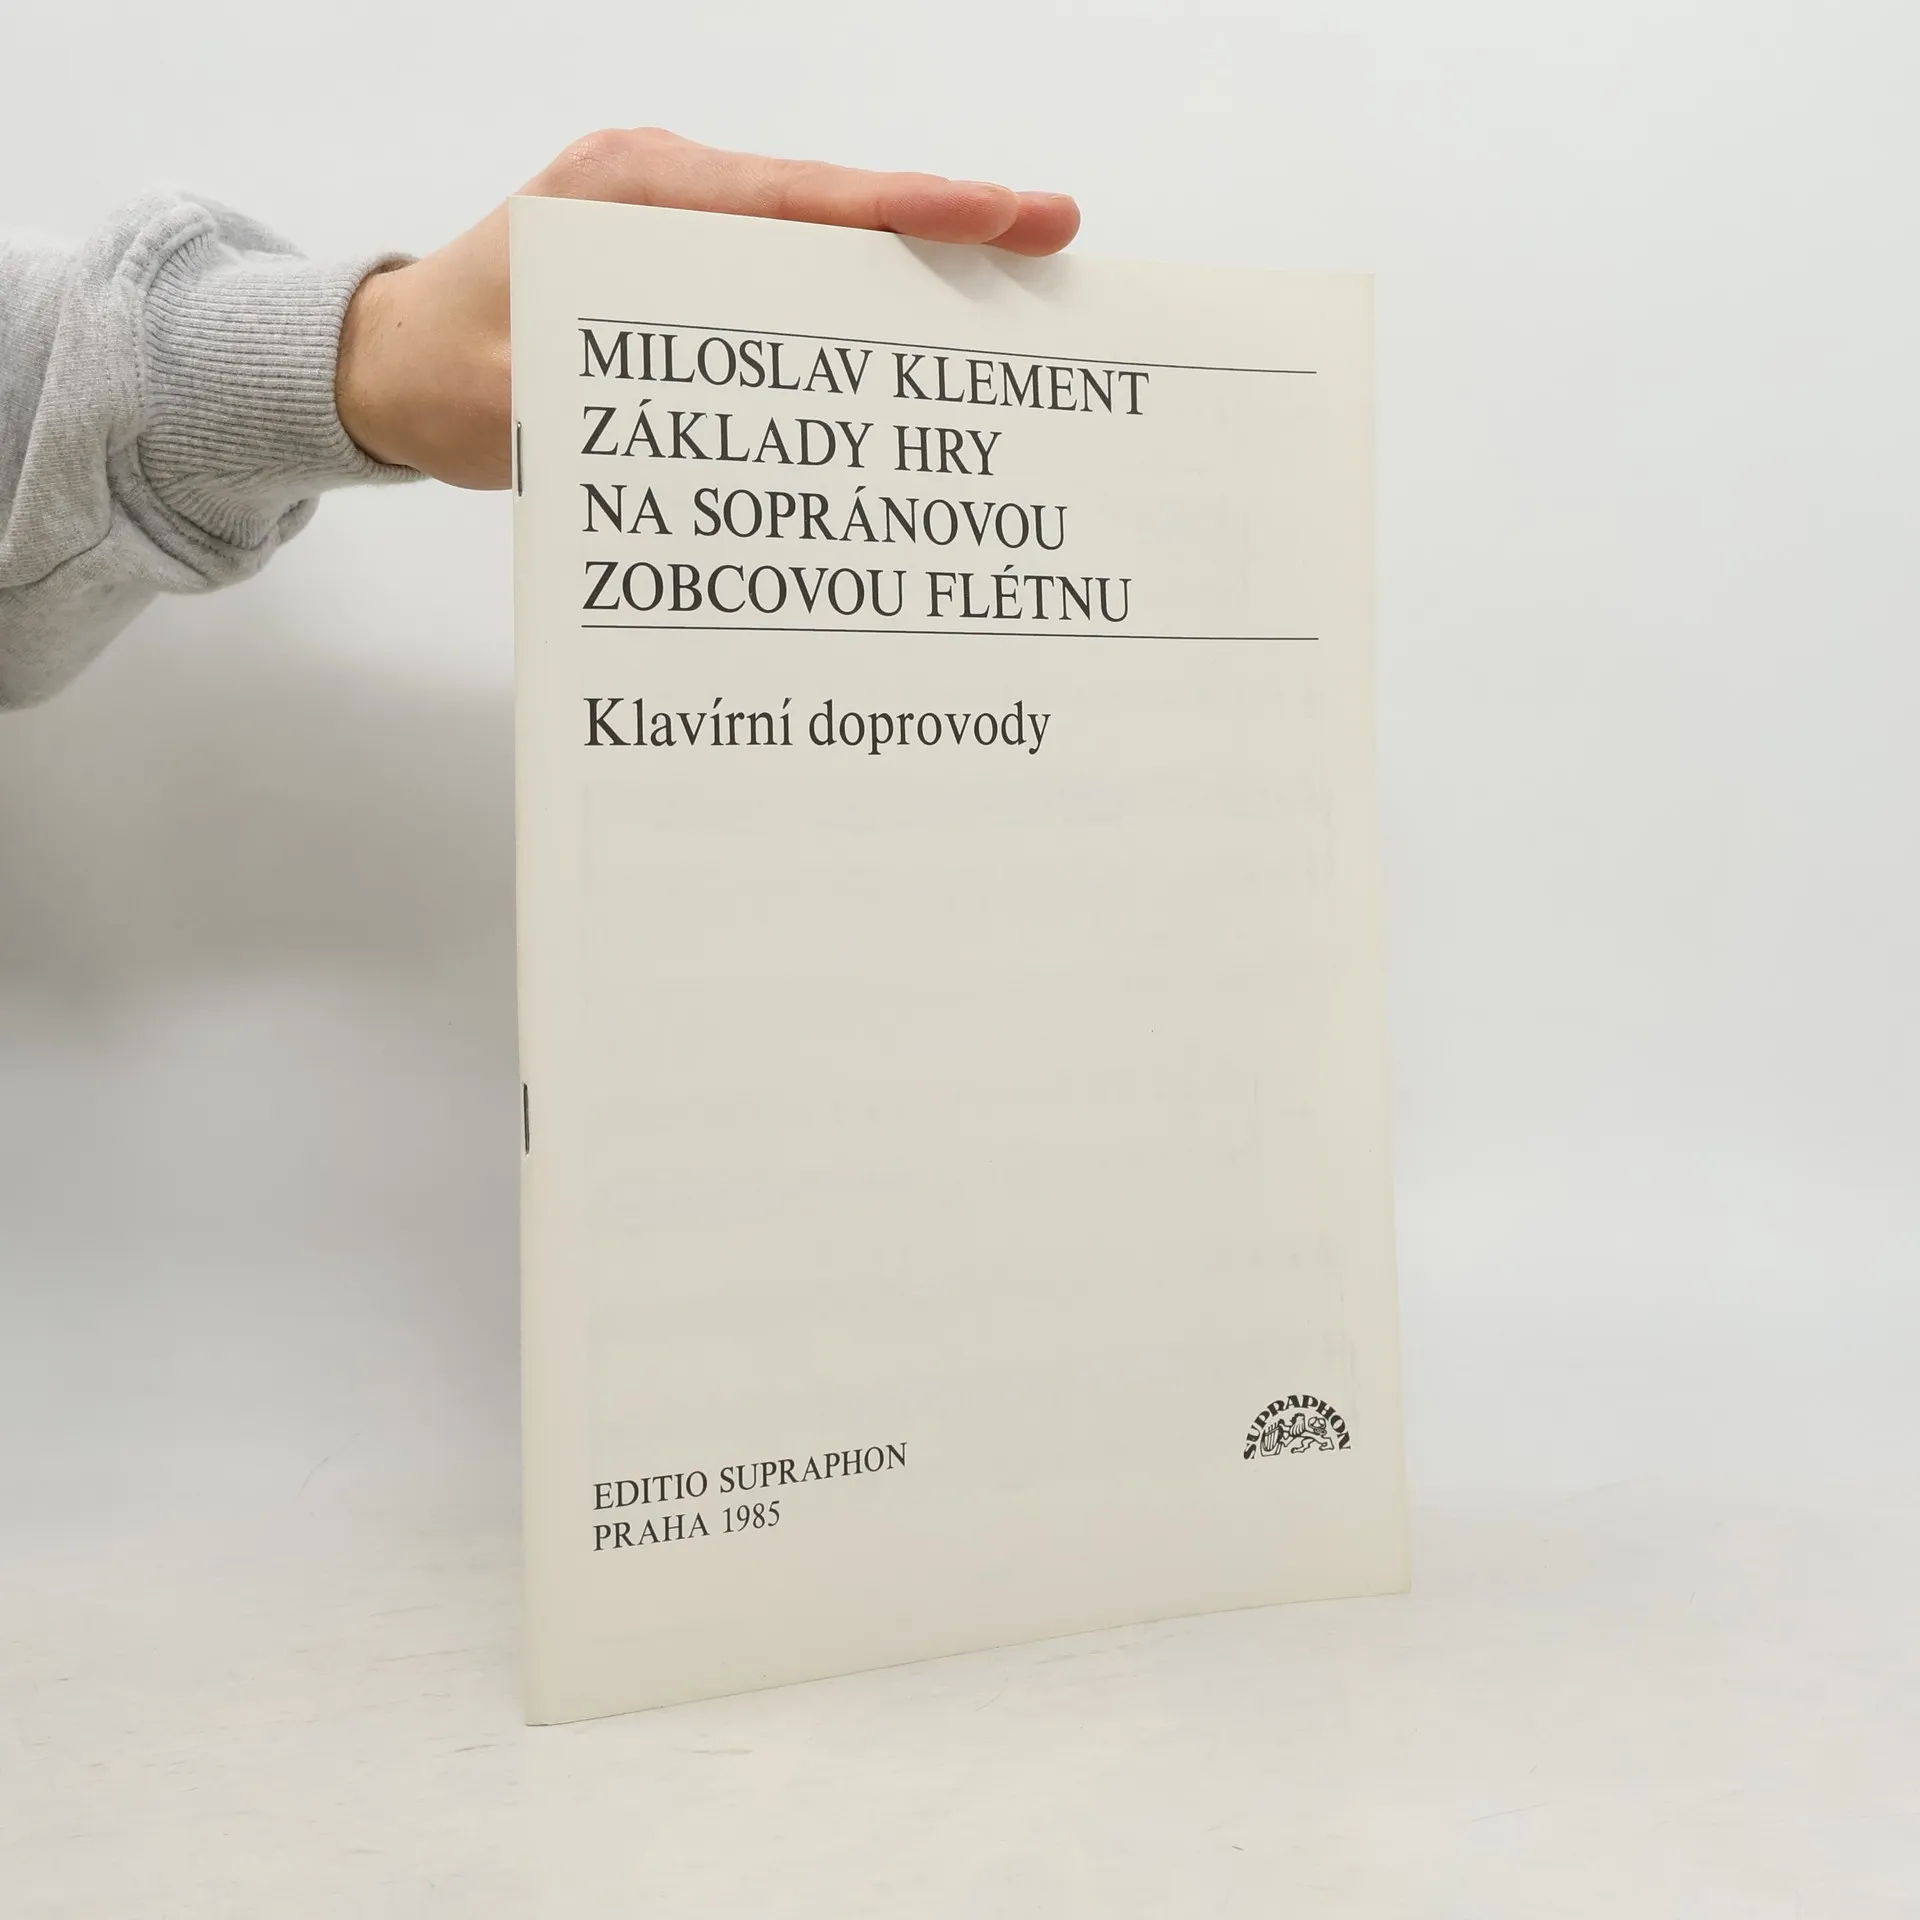 MILOSLAV KLEMENT
ZÁKLADY HRY
NA SOPRÁNOVOU
ZOBCOVOU FLÉTNU
Klavírní doprovody
SUPRAPHON
EDITIO SUPRAPHON
PRAHA 1985